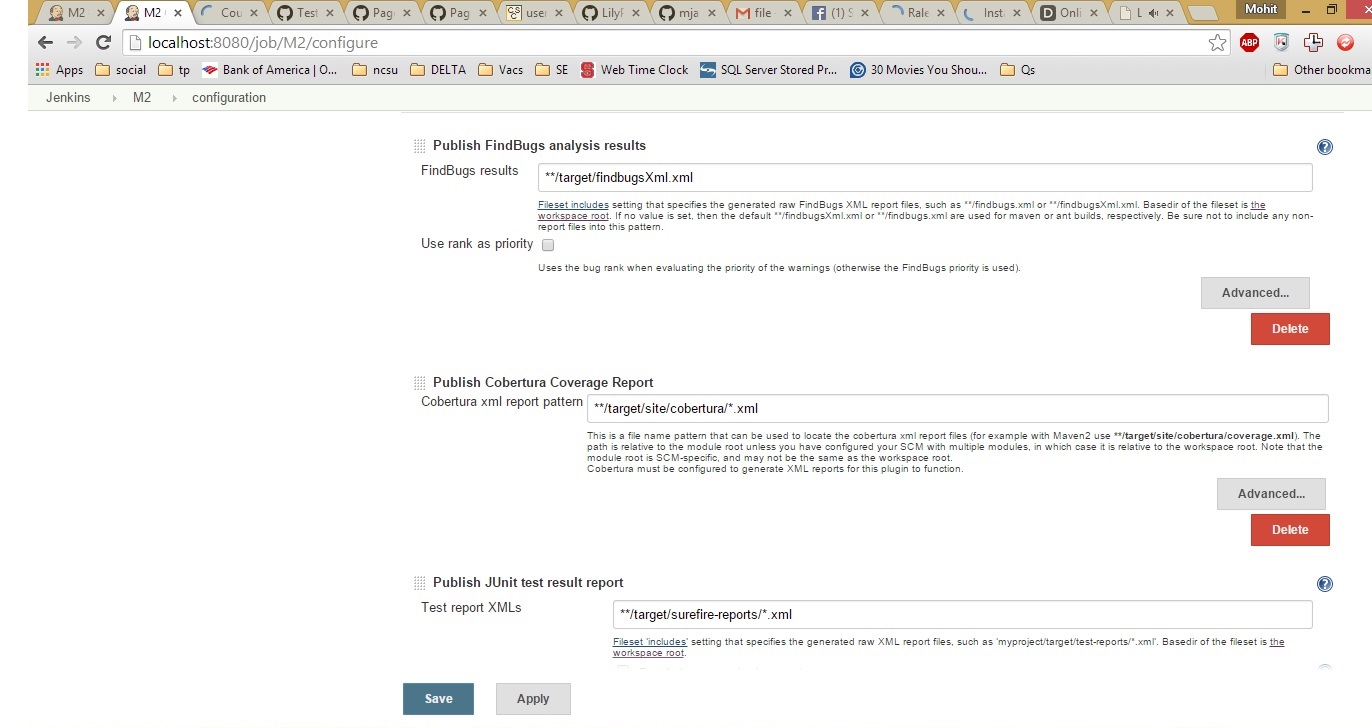 M2
M2
Cou
Test
Page
Pag
user
LilyF
mja
file
(1) S
Rale
Inst
Onli
L
Mohit
localhost:8080/job/M2/configure
ABP
Apps social tp Bank of America | O... ncsu DELTA Vacs SE Web Time Clock SQL Server Stored Pr... 30 Movies You Shou... Qs Other bookma
Jenkins M2 configuration
Publish FindBugs analysis results
FindBugs results **/target/findbugsXml.xml
Fileset includes setting that specifies the generated raw FindBugs XML report files, such as **/findbugs.xml or **/findbugsXml.xml. Basedir of the fileset is the
workspace root. If no value is set, then the default **/findbugsXml.xml or **/findbugs.xml are used for maven or ant builds, respectively. Be sure not to include any non-
report files into this pattern.
Use rank as priority
Uses the bug rank when evaluating the priority of the warnings (otherwise the FindBugs priority is used).
Advanced...
Delete
Publish Cobertura Coverage Report
Cobertura xml report pattern **/target/site/cobertura/*.xml
This is a file name pattern that can be used to locate the cobertura xml report files (for example with Maven2 use **/target/site/cobertura/coverage.xml). The
path is relative to the module root unless you have configured your SCM with multiple modules, in which case it is relative to the workspace root. Note that the
module root is SCM-specific, and may not be the same as the workspace root.
Cobertura must be configured to generate XML reports for this plugin to function.
Advanced...
Delete
Publish JUnit test result report
Test report XMLs **/target/surefire-reports/*.xml
Fileset 'includes' setting that specifies the generated raw XML report files, such as 'myproject/target/test-reports/*.xml'. Basedir of the fileset is the
workspace root.
Save Apply